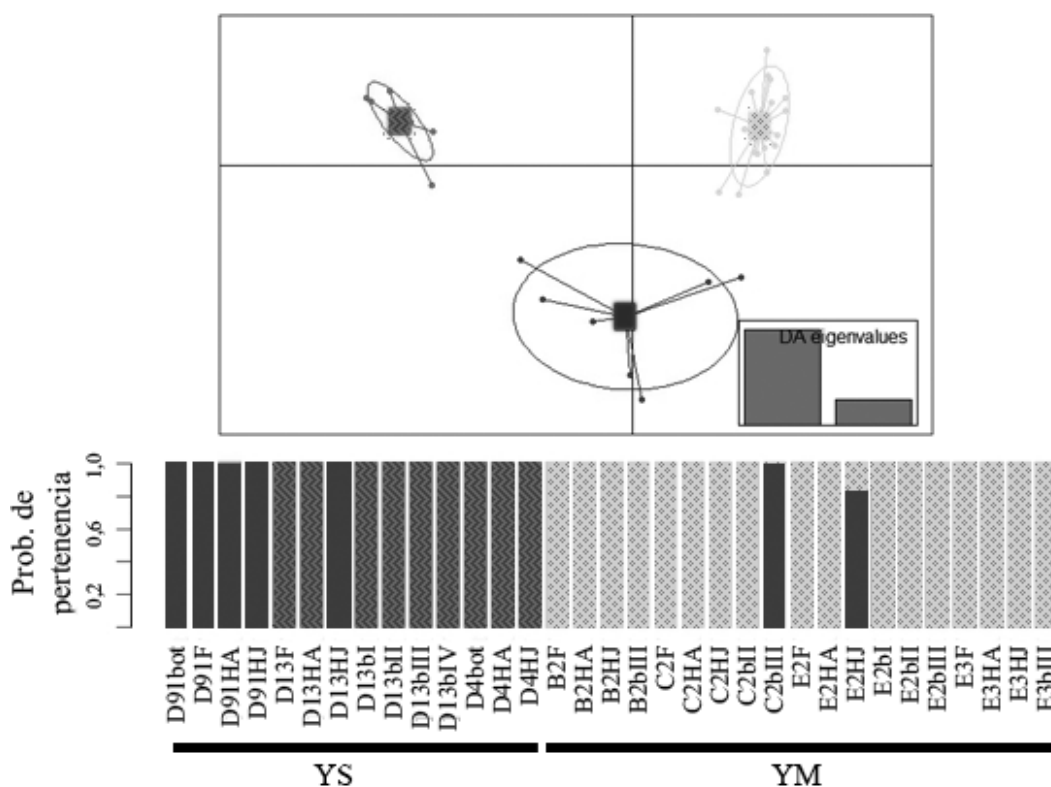 DA eigenvalues
Prob. de
pertenencia
1,0
0,6
0,2
D91bot
D91F
D91HA
D91HJ
D13F
D13HA
D13HJ
D13bI
D13bII
D13bIII
D13bIV
D4bot
D4HA
D4HJ
B2F
B2HA
B2HJ
B2bIII
C2F
C2HA
C2HJ
C2bII
C2bIII
E2F
E2HA
E2HJ
E2bI
E2bII
E2bIII
E3F
E3HA
E3HJ
E3bIII
YS
YM